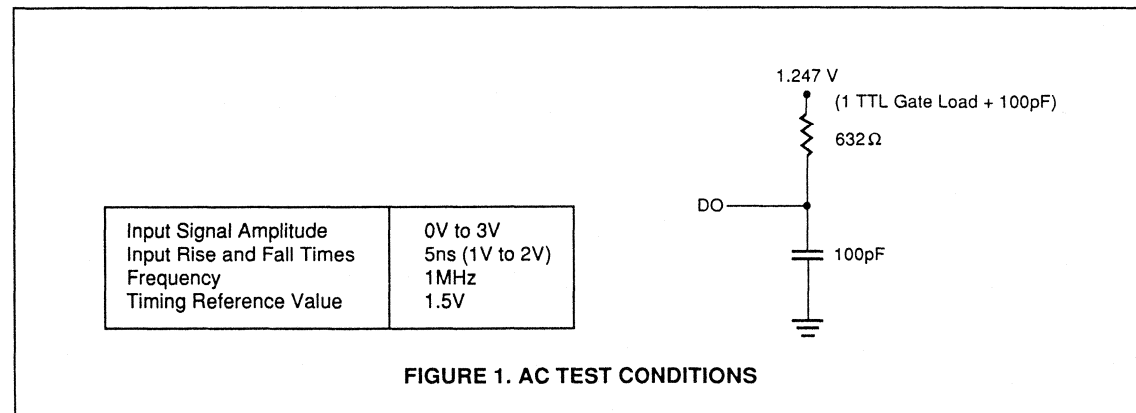 1.247 V
(1 TTL Gate Load + 100pF)
632Ω
DO
100pF
Input Signal Amplitude 0V to 3V
Input Rise and Fall Times 5ns (1V to 2V)
Frequency 1MHz
Timing Reference Value 1.5V
FIGURE 1. AC TEST CONDITIONS